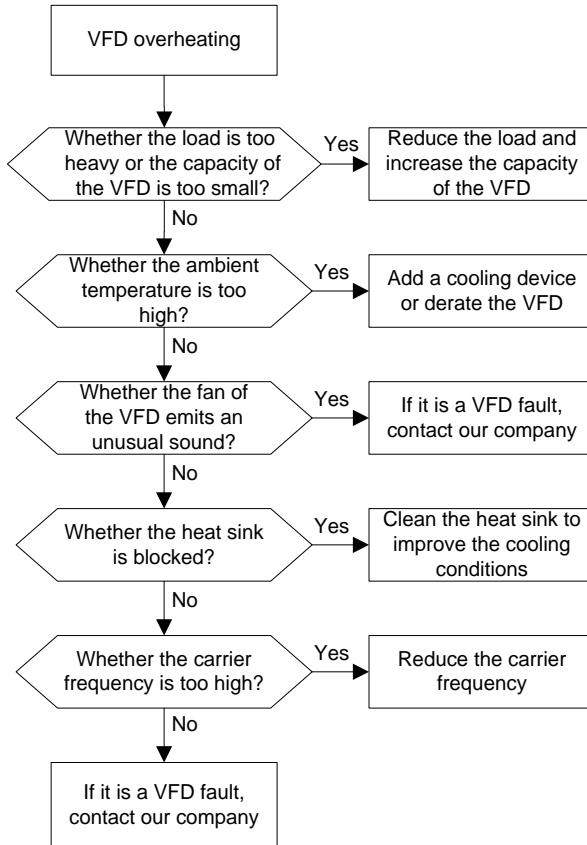 VFD overheating
Whether the load is too
heavy or the capacity of
the VFD is too small?
Yes
Reduce the load and
increase the capacity
of the VFD
No
Whether the ambient
temperature is too
high?
Yes
Add a cooling device
or derate the VFD
No
Whether the fan of
the VFD emits an
unusual sound?
Yes
If it is a VFD fault,
contact our company
No
Whether the heat sink
is blocked?
Yes
Clean the heat sink to
improve the cooling
conditions
No
Whether the carrier
frequency is too high?
Yes
Reduce the carrier
frequency
No
If it is a VFD fault,
contact our company